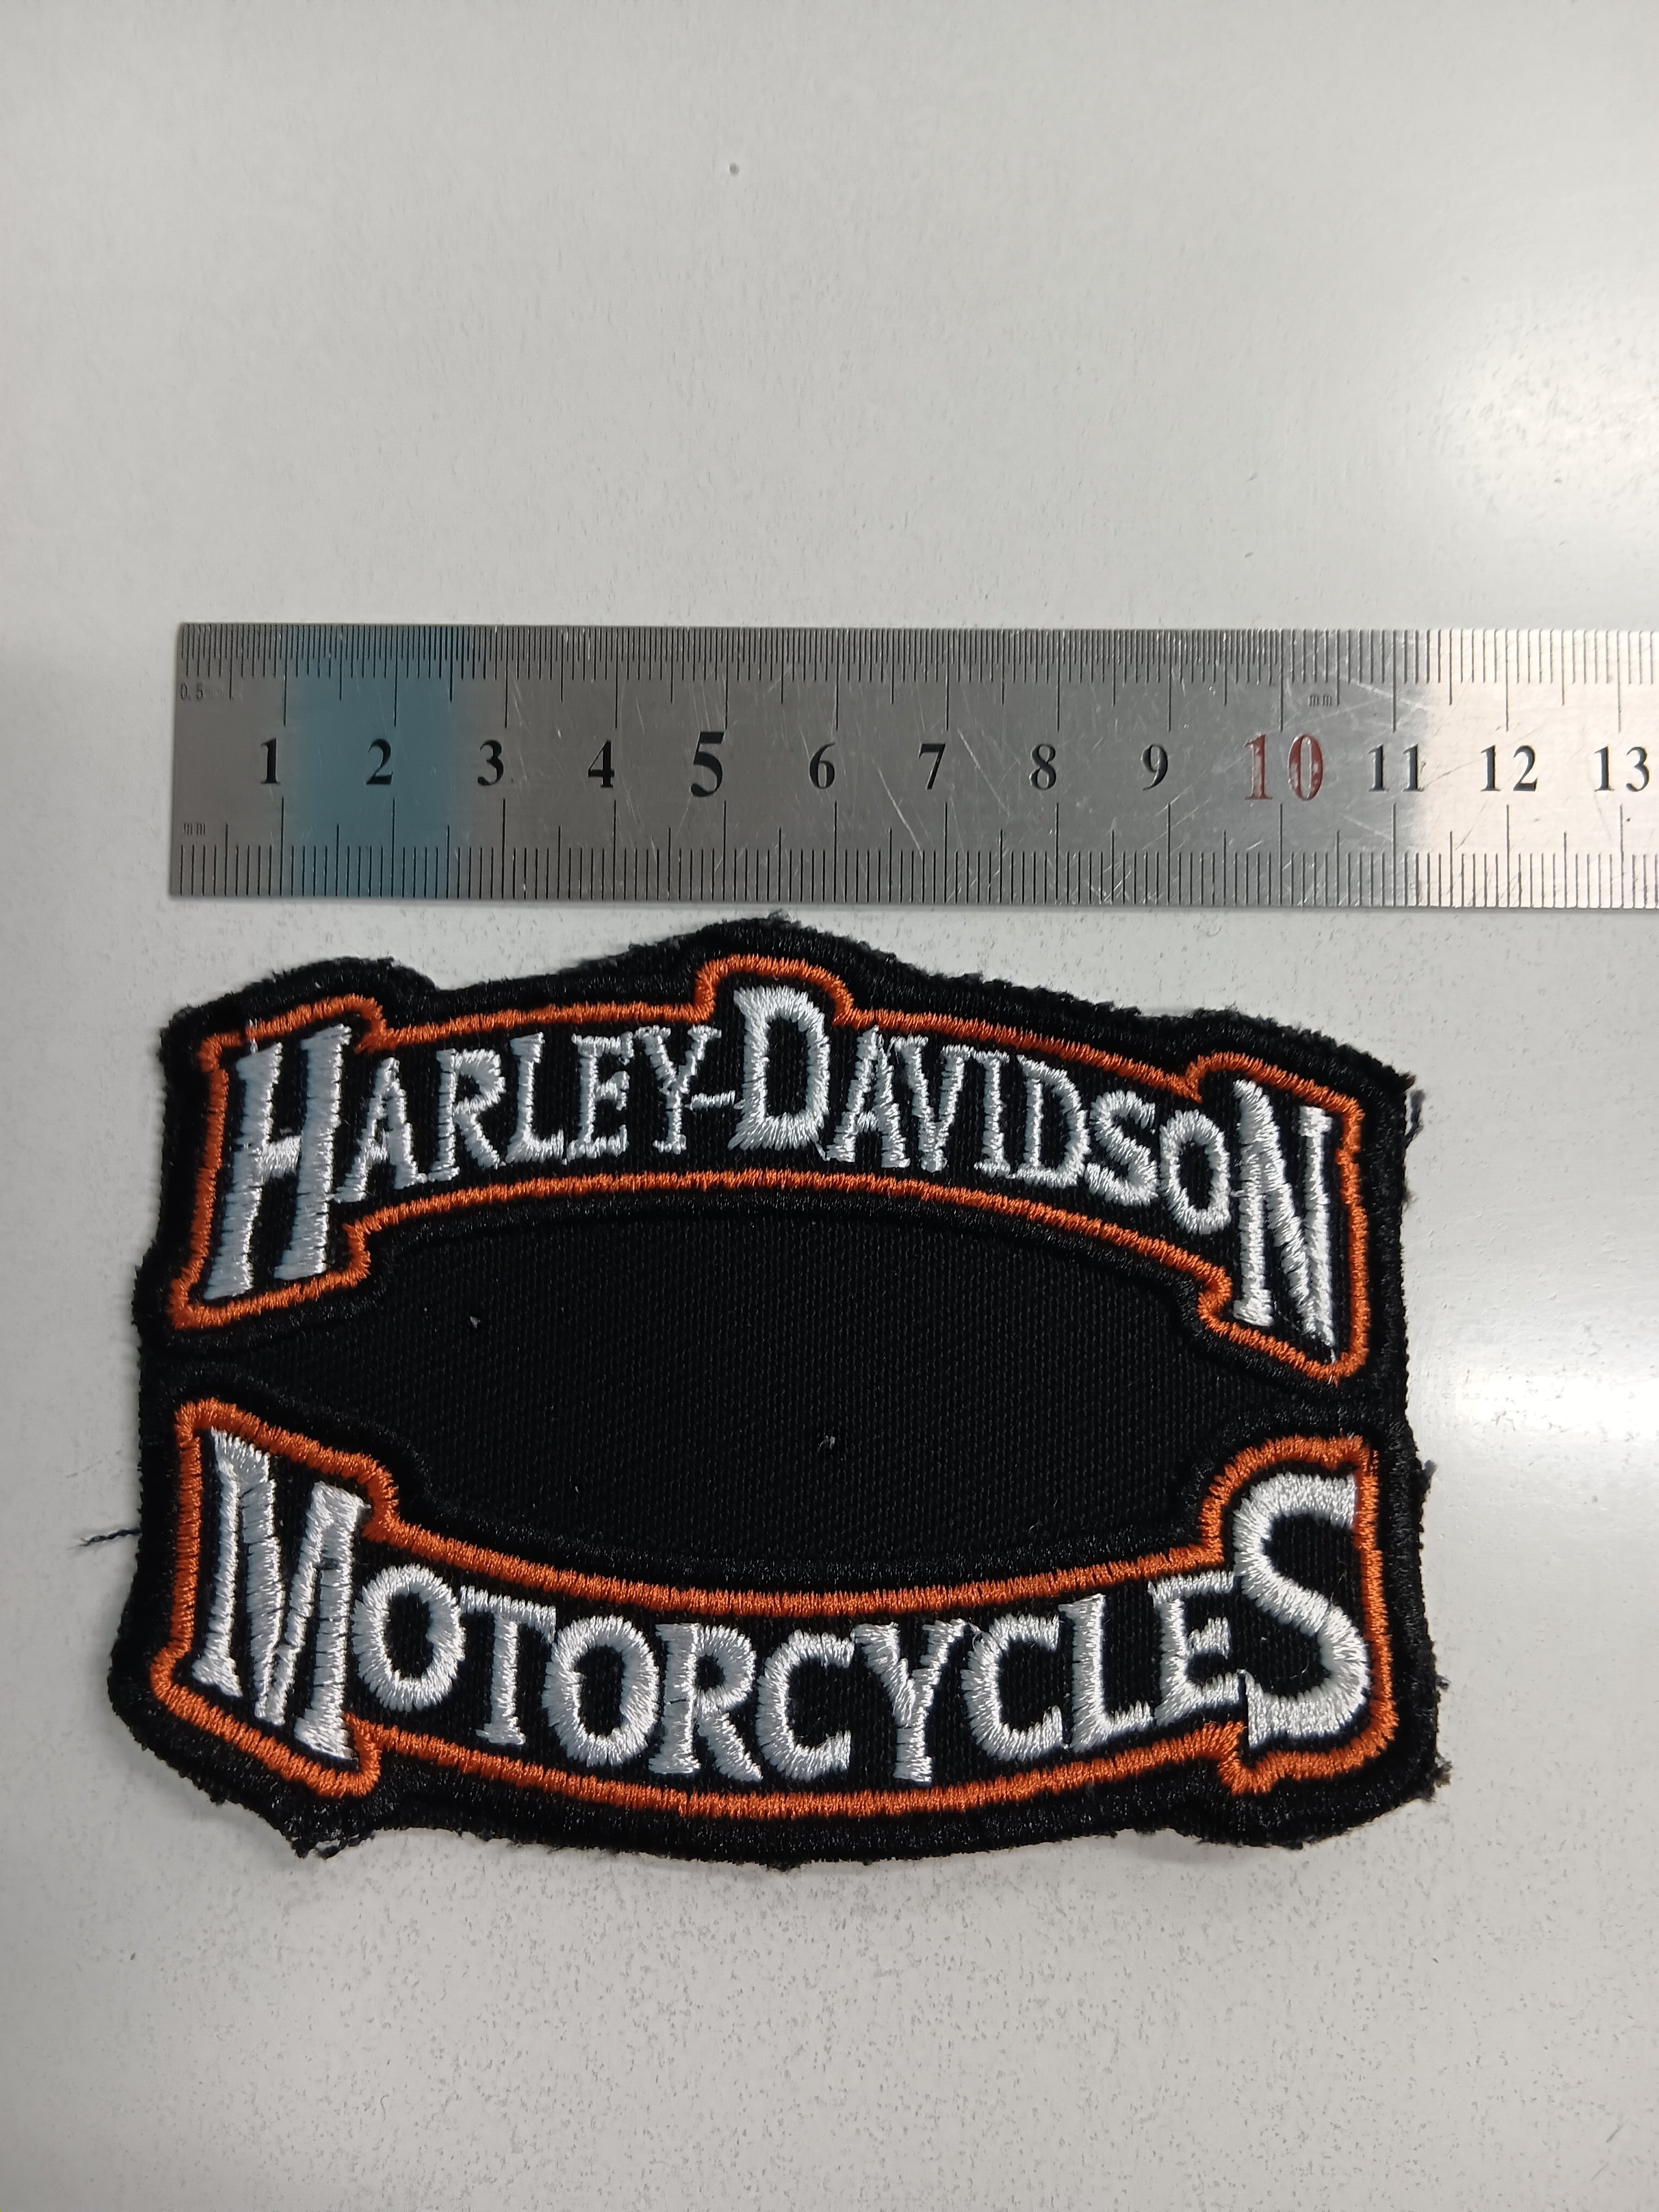 0.5 mm
1 2 3 4 5 6 7 8 9 10 11 12 13
mm
HARLEY-DAVIDSON
MOTORCYCLES